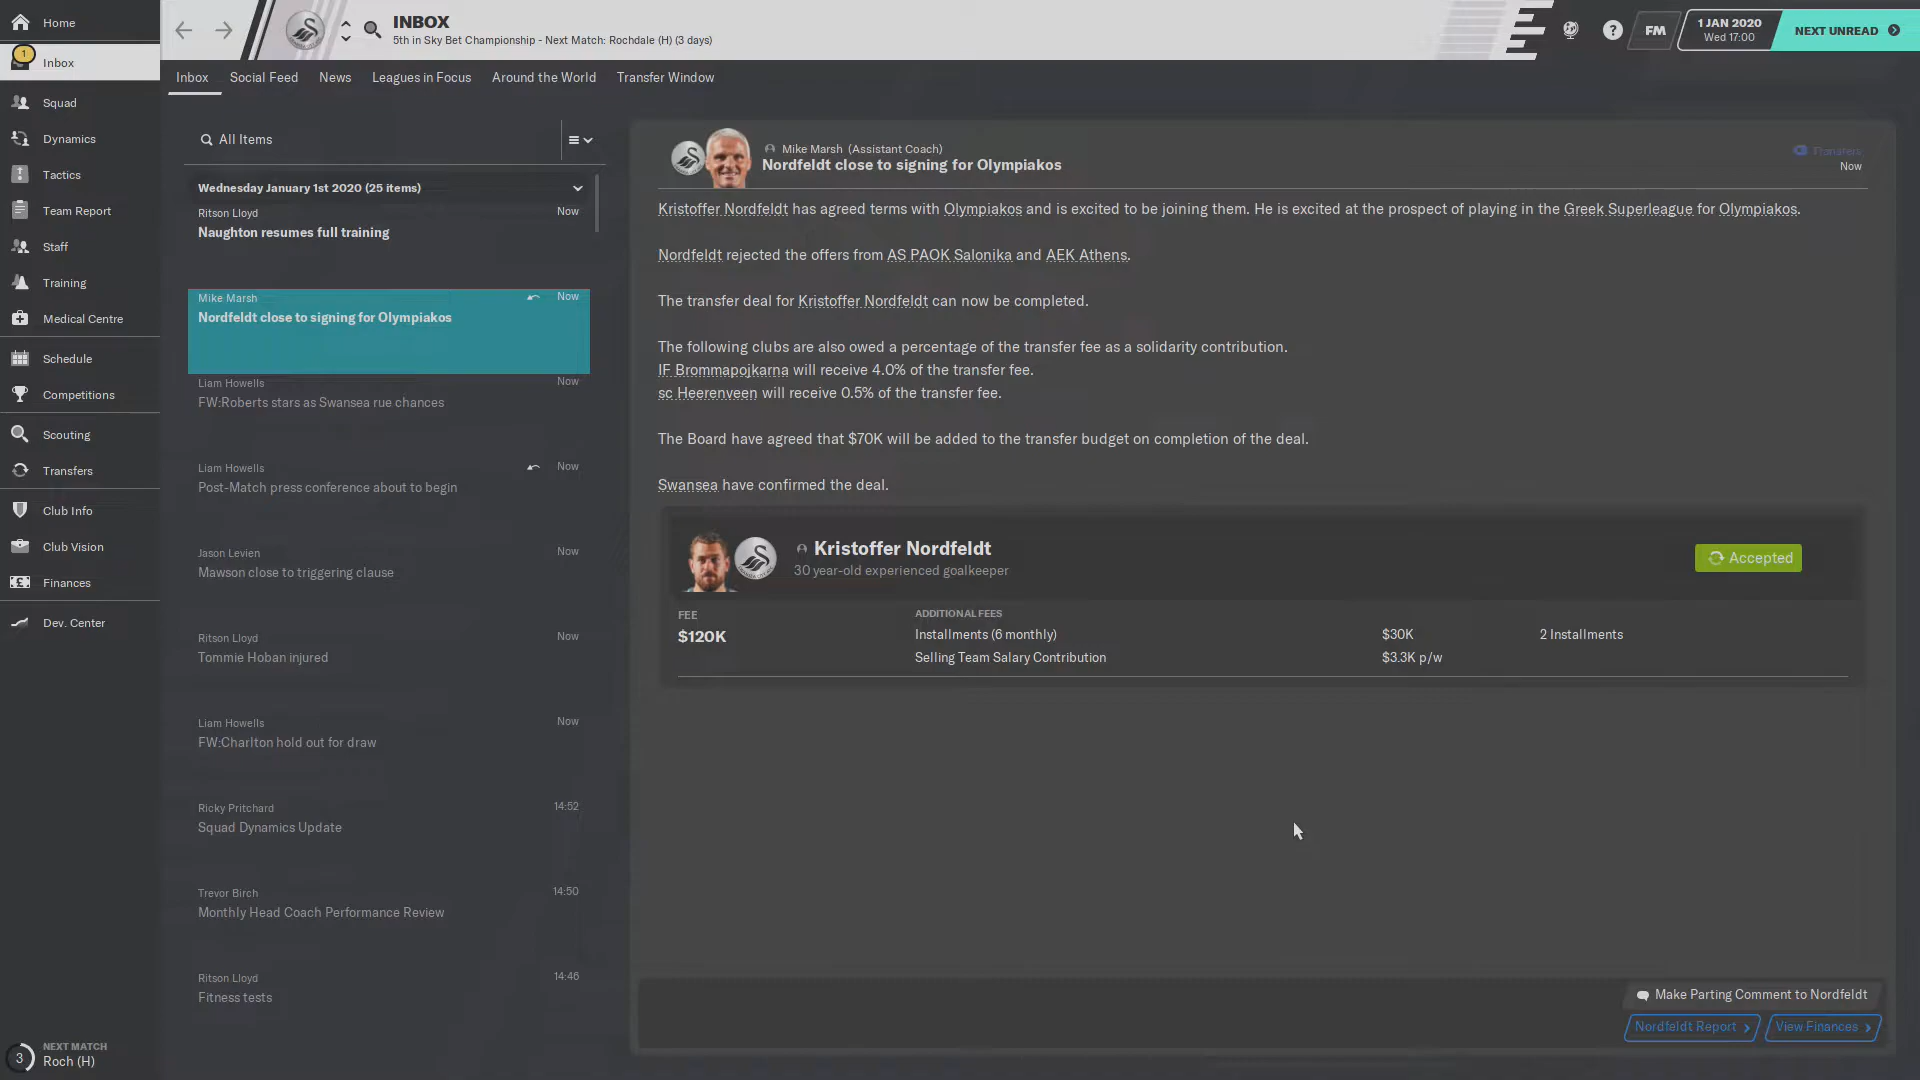 Home
Inbox
1
Squad
Dynamics
Tactics
Team Report
Staff
Training
Medical Centre
Schedule
Competitions
Scouting
Transfers
Club Info
Club Vision
Finances
Dev. Center
3
NEXT MATCH
Roch (H)
INBOX
5th in Sky Bet Championship - Next Match: Rochdale (H) (3 days)
?
FM
1 JAN 2020
Wed 17:00
NEXT UNREAD
Inbox Social Feed News Leagues in Focus Around the World Transfer Window
All Items
Wednesday January 1st 2020 (25 items)
Ritson Lloyd Now
Naughton resumes full training
Mike Marsh Now
Nordfeldt close to signing for Olympiakos
Liam Howells Now
FW:Roberts stars as Swansea rue chances
Liam Howells Now
Post-Match press conference about to begin
Jason Levien Now
Mawson close to triggering clause
Ritson Lloyd Now
Tommie Hoban injured
Liam Howells Now
FW:Charlton hold out for draw
Ricky Pritchard 14:52
Squad Dynamics Update
Trevor Birch 14:50
Monthly Head Coach Performance Review
Ritson Lloyd 14:46
Fitness tests
Mike Marsh (Assistant Coach)
Nordfeldt close to signing for Olympiakos
Transfers
Now
Kristoffer Nordfeldt has agreed terms with Olympiakos and is excited to be joining them. He is excited at the prospect of playing in the Greek Superleague for Olympiakos.
Nordfeldt rejected the offers from AS PAOK Salonika and AEK Athens.
The transfer deal for Kristoffer Nordfeldt can now be completed.
The following clubs are also owed a percentage of the transfer fee as a solidarity contribution.
IF Brommapojkarna will receive 4.0% of the transfer fee.
sc Heerenveen will receive 0.5% of the transfer fee.
The Board have agreed that $70K will be added to the transfer budget on completion of the deal.
Swansea have confirmed the deal.
Kristoffer Nordfeldt
30 year-old experienced goalkeeper
Accepted
FEE
$120K
ADDITIONAL FEES
Installments (6 monthly) $30K 2 Installments
Selling Team Salary Contribution $3.3K p/w
Make Parting Comment to Nordfeldt
Nordfeldt Report
View Finances